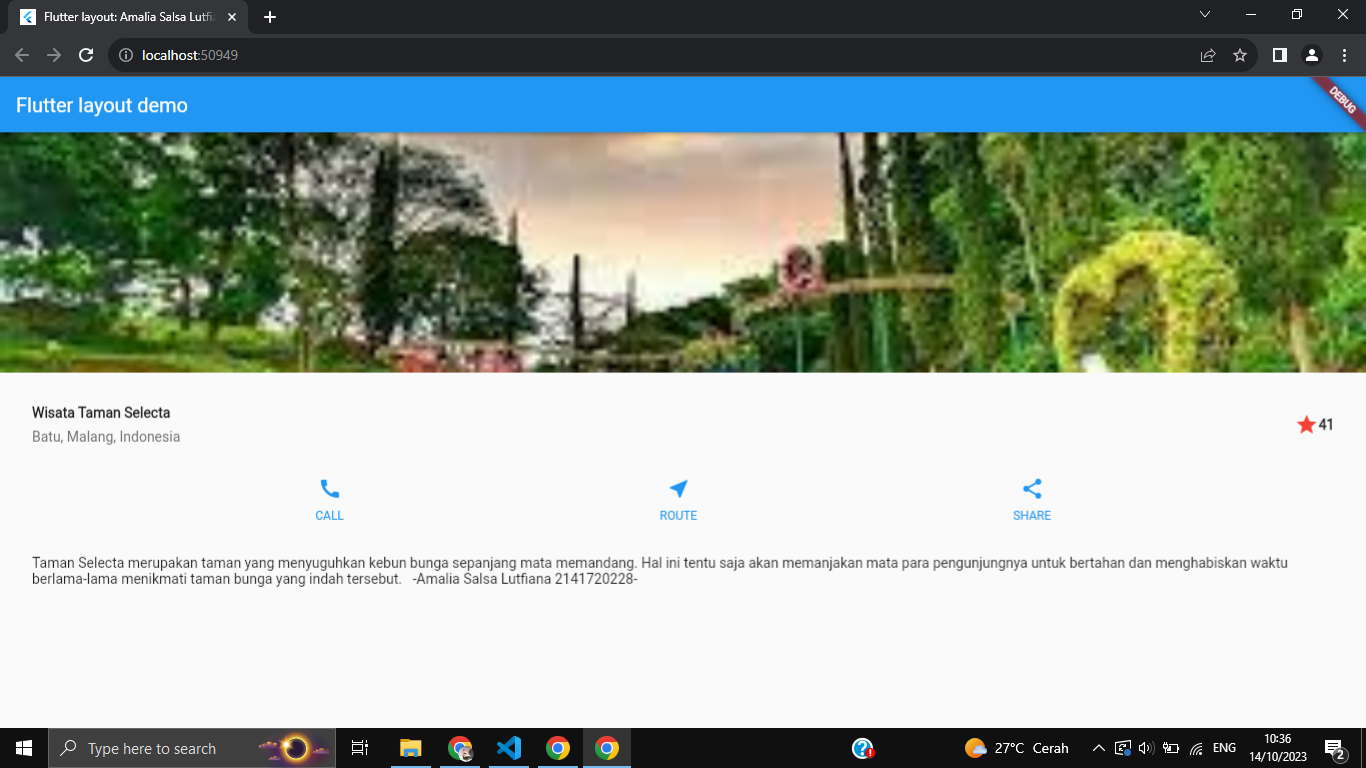 Flutter layout: Amalia Salsa Lutfi
localhost:50949
Flutter layout demo
DEBUG
Wisata Taman Selecta
Batu, Malang, Indonesia
41
CALL
ROUTE
SHARE
Taman Selecta merupakan taman yang menyuguhkan kebun bunga sepanjang mata memandang. Hal ini tentu saja akan memanjakan mata para pengunjungnya untuk bertahan dan menghabiskan waktu
berlama-lama menikmati taman bunga yang indah tersebut.   -Amalia Salsa Lutfiana 2141720228-
Type here to search
27°C Cerah
ENG
10:36
14/10/2023
2